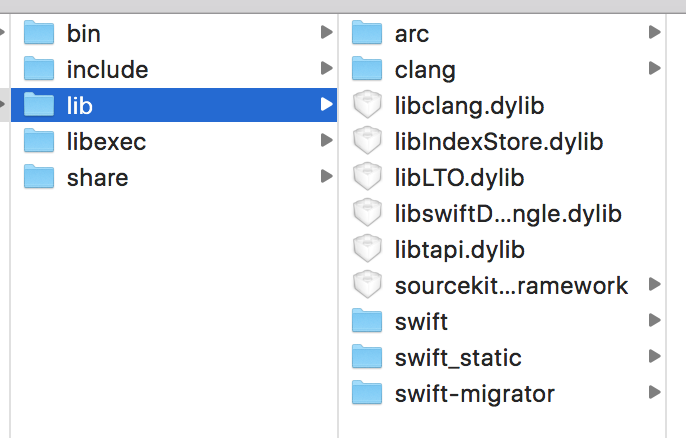 bin
include
lib
libexec
share
arc
clang
libclang.dylib
libIndexStore.dylib
libLTO.dylib
libswiftD...ngle.dylib
libtapi.dylib
sourcekit...ramework
swift
swift_static
swift-migrator